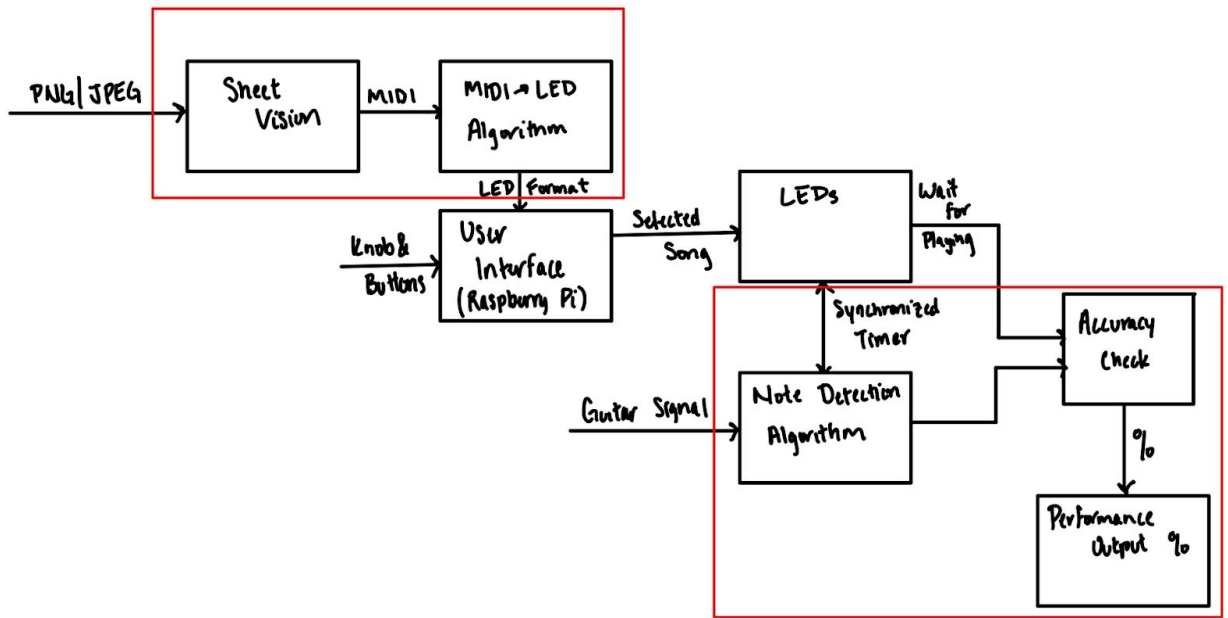 PNG/JPEG
Sheet
Vision
MIDI
MIDI → LED
Algorithm
LED Format
Knob &
Buttons
User
Interface
(Raspberry Pi)
Selected
Song
LEDs
Wait
for
Playing
Synchronized
Timer
Guitar Signal
Note Detection
Algorithm
Accuracy
Check
%
Performance
Output %